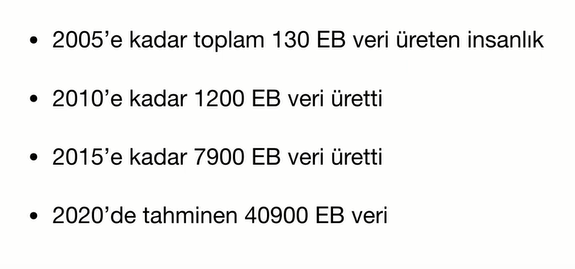 • 2005’e kadar toplam 130 EB veri üreten insanlık
• 2010’e kadar 1200 EB veri üretti
• 2015’e kadar 7900 EB veri üretti
• 2020’de tahminen 40900 EB veri